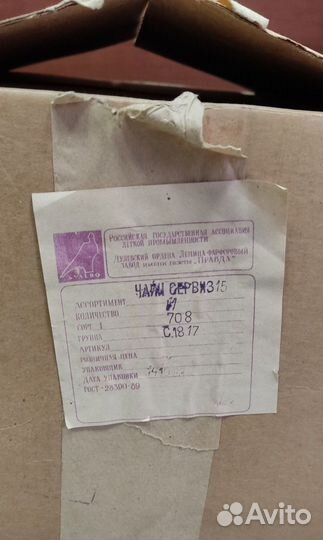 Российская государственная ассоциация
легкой промышленности
Дулевский ордена Ленина фарфоровый
завод имени газеты „Правда"
ЧАЙН СЕРВИЗ 15
Ассортимент
Количество
Сорт 1 708
Группа С.1817
Артикул
Розничная цена
Упаковщик
Дата упаковки
ГОСТ-28390-89
Avito